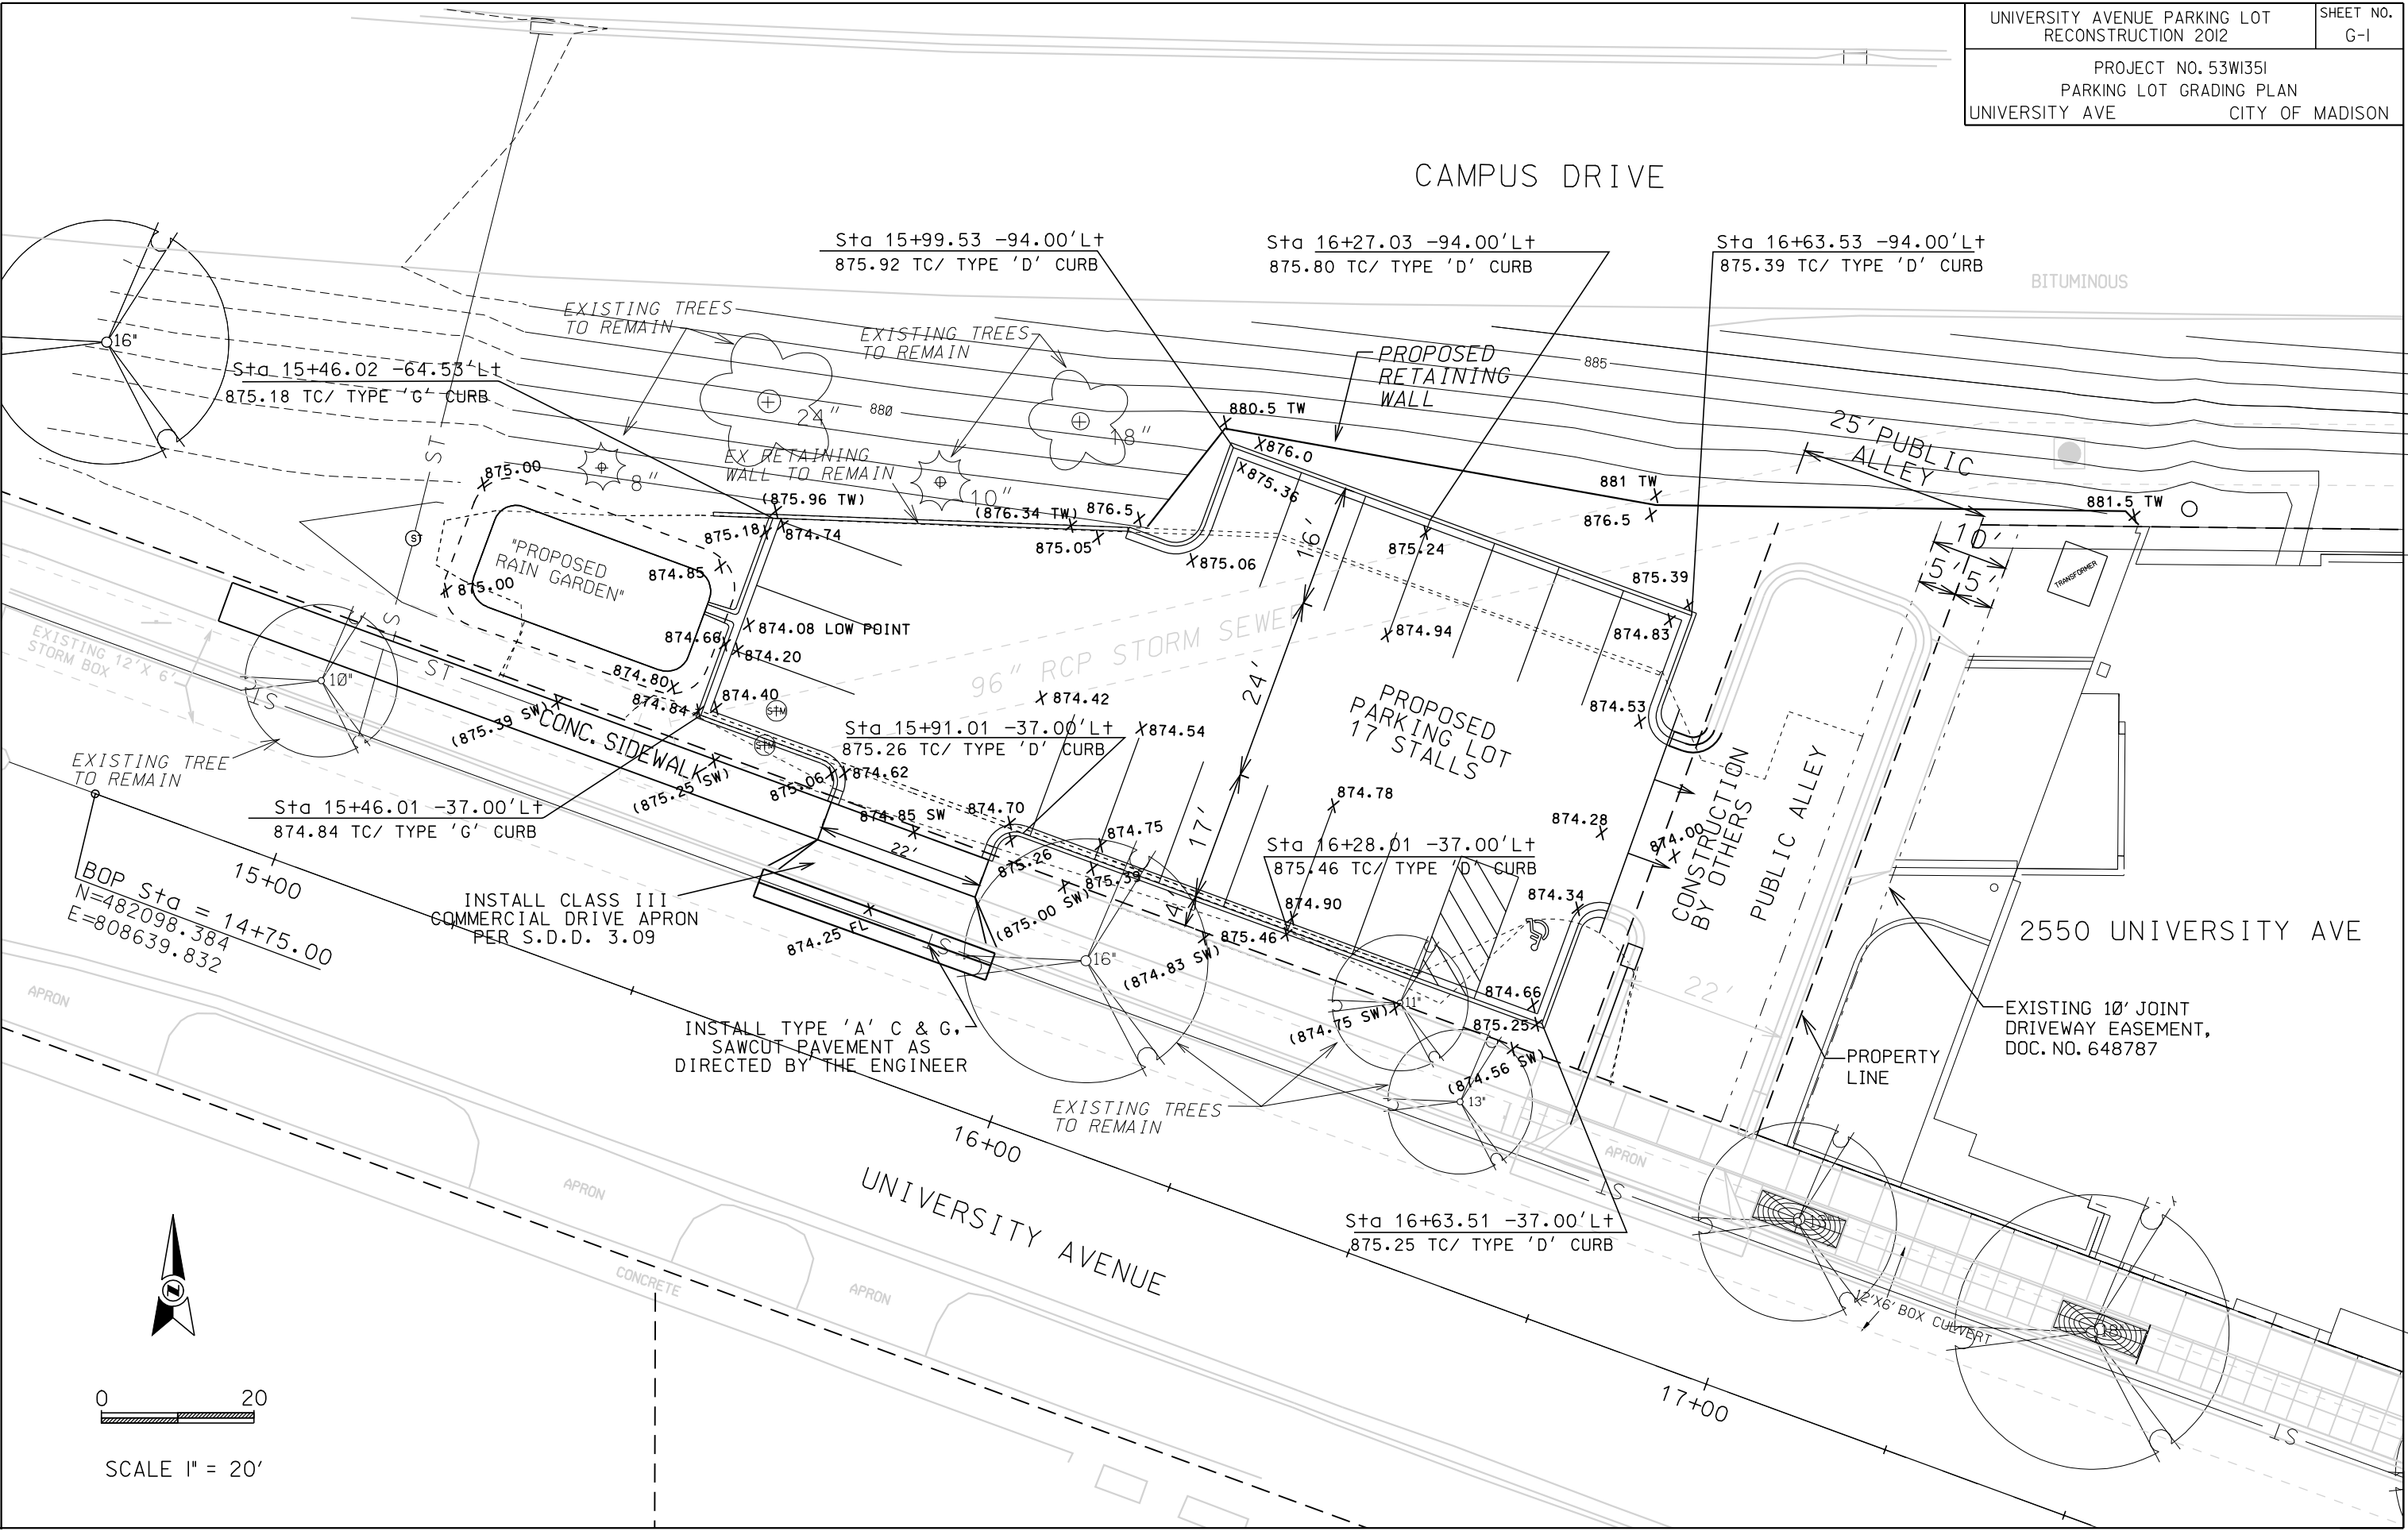 UNIVERSITY AVENUE PARKING LOT
RECONSTRUCTION 2012
SHEET NO.
G-1
PROJECT NO. 53W1351
PARKING LOT GRADING PLAN
UNIVERSITY AVE
CITY OF MADISON
CAMPUS DRIVE
Sta 15+99.53 -94.00'Lt
875.92 TC/ TYPE 'D' CURB
Sta 16+27.03 -94.00'Lt
875.80 TC/ TYPE 'D' CURB
Sta 16+63.53 -94.00'Lt
875.39 TC/ TYPE 'D' CURB
BITUMINOUS
EXISTING TREES
TO REMAIN
EXISTING TREES
TO REMAIN
16"
Sta 15+46.02 -64.53'Lt
875.18 TC/ TYPE 'G' CURB
PROPOSED
RETAINING
WALL
885
24"
880
18"
880.5 TW
25' PUBLIC
ALLEY
ST
EX RETAINING
WALL TO REMAIN
X876.0
875.00
8"
10"
X875.36
881 TW
876.5
881.5 TW
(875.96 TW)
(876.34 TW)
876.5
875.18
874.74
875.05
X875.06
16'
875.24
10'
5'
5'
TRANSFORMER
ST
"PROPOSED
RAIN GARDEN"
874.85
875.00
875.39
874.83
X874.94
874.66
874.08 LOW POINT
874.20
EXISTING 12' X 6'
STORM BOX
ST
ST
ST
10"
96" RCP STORM SEWER
24'
874.80
874.40
874.84
X 874.42
STM
STM
874.53
PROPOSED
PARKING LOT
17 STALLS
(875.39 SW)
CONC. SIDEWALK
Sta 15+91.01 -37.00'Lt
875.26 TC/ TYPE 'D' CURB
X874.54
EXISTING TREE
TO REMAIN
(875.25 SW)
875.06
874.62
874.78
Sta 15+46.01 -37.00'Lt
874.84 TC/ TYPE 'G' CURB
874.85 SW
874.70
874.75
17'
22'
875.26
875.39
4'
Sta 16+28.01 -37.00'Lt
875.46 TC/ TYPE 'D' CURB
874.28
874.00
CONSTRUCTION
BY OTHERS
PUBLIC ALLEY
15+00
BOP Sta = 14+75.00
N=482098.384
E=808639.832
INSTALL CLASS III
COMMERCIAL DRIVE APRON
PER S.D.D. 3.09
874.25 FL
(875.00 SW)
874.90
874.34
875.46
(874.83 SW)
16"
ST
2550 UNIVERSITY AVE
22'
874.66
11"
(874.75 SW)
875.25
(874.56 SW)
13"
APRON
INSTALL TYPE 'A' C & G,
SAWCUT PAVEMENT AS
DIRECTED BY THE ENGINEER
EXISTING 10' JOINT
DRIVEWAY EASEMENT,
DOC. NO. 648787
PROPERTY
LINE
EXISTING TREES
TO REMAIN
16+00
APRON
UNIVERSITY AVENUE
APRON
ST
Sta 16+63.51 -37.00'Lt
875.25 TC/ TYPE 'D' CURB
CONCRETE
APRON
12'X6' BOX CULVERT
17+00
ST
0
20
SCALE 1" = 20'